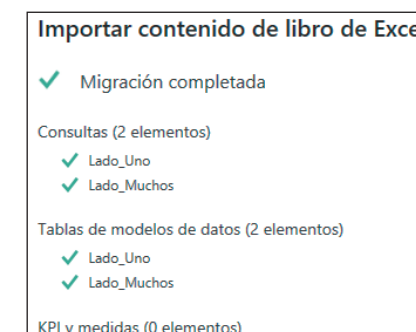 Importar contenido de libro de Exce
Migración completada
Consultas (2 elementos)
Lado_Uno
Lado_Muchos
Tablas de modelos de datos (2 elementos)
Lado_Uno
Lado_Muchos
KPI y medidas (0 elementos)